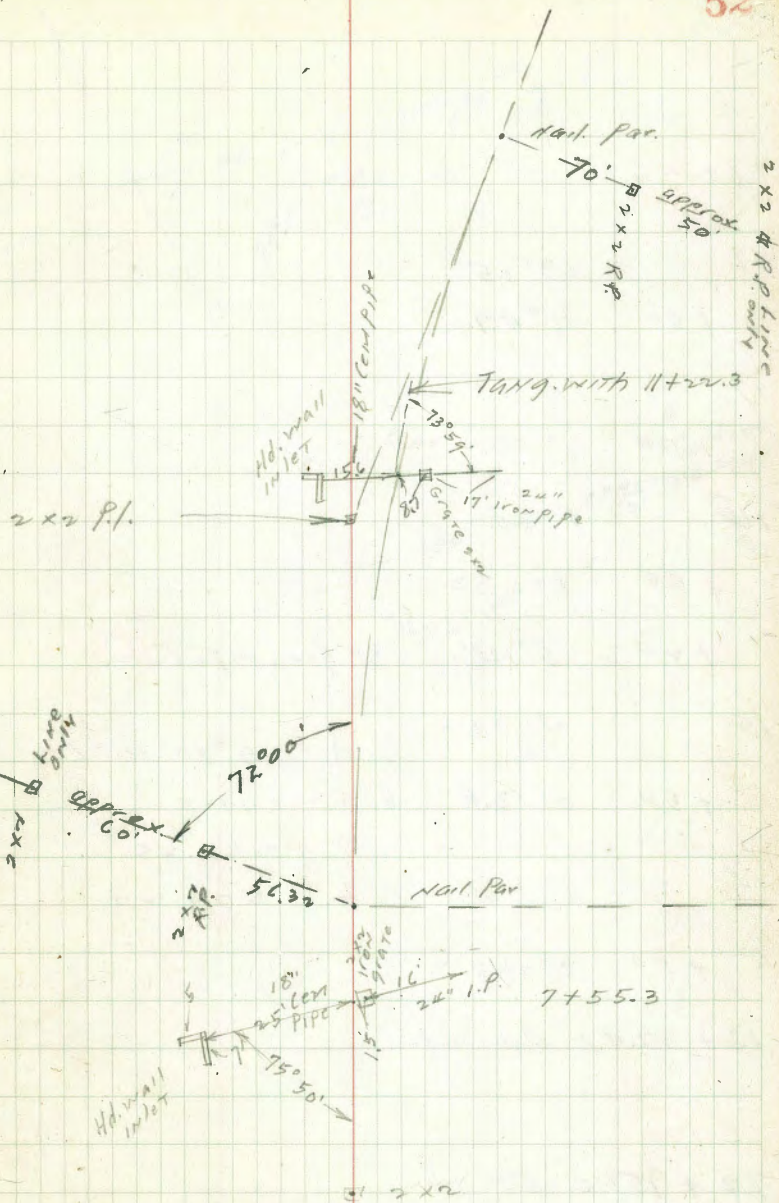 52
Nail. Par.
70'
approx
50'
2x2 R.P.
2x2 R.P. Line
only
18" Cem pipe
Tang. with 11+22.3
73°59'
Hd. Wall
inlet
15.6
8.5
Grate 2x2
17' 24"
Iron pipe
2x2 P.I.
Line
only
72°00'
2x2
approx.
60'
2x2
R.P.
56.32
Nail Par
2x2
Iron
grate
18"
25' Cem
Pipe
16
24" I.P.
7+55.3
1.5
5
7'
75°50'
Hd. Wall
inlet
2x2